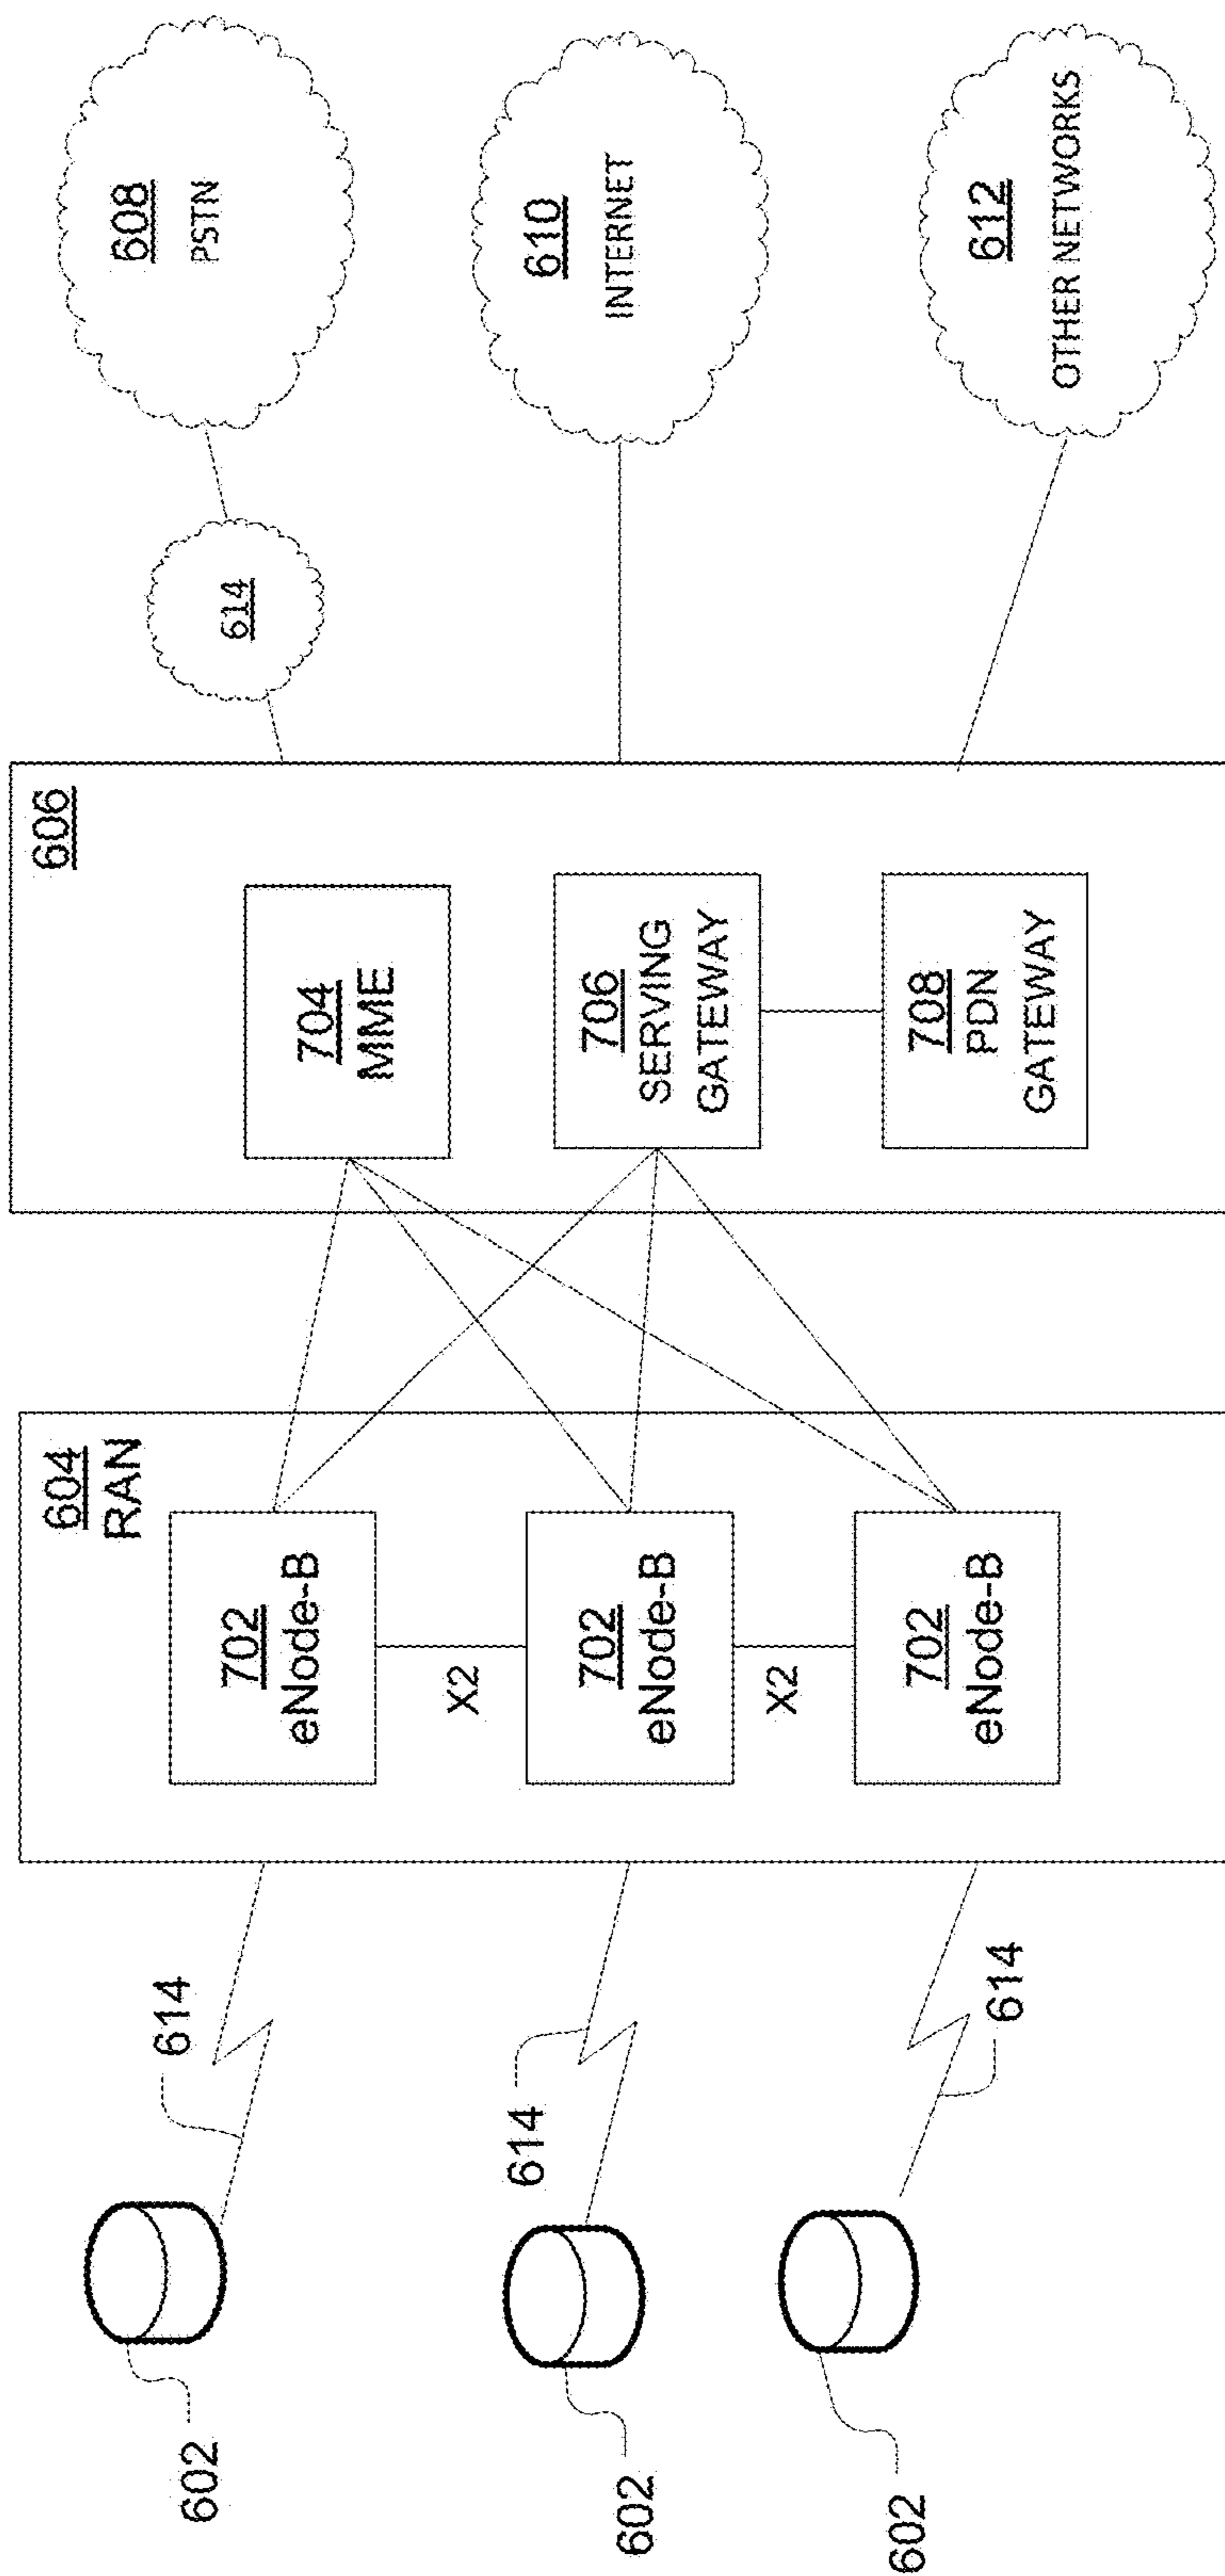 602
602
602
614
614
614
604
RAN
702
eNode-B
X2
702
eNode-B
X2
702
eNode-B
606
704
MME
706
SERVING
GATEWAY
708
PDN
GATEWAY
614
608
PSTN
610
INTERNET
612
OTHER NETWORKS